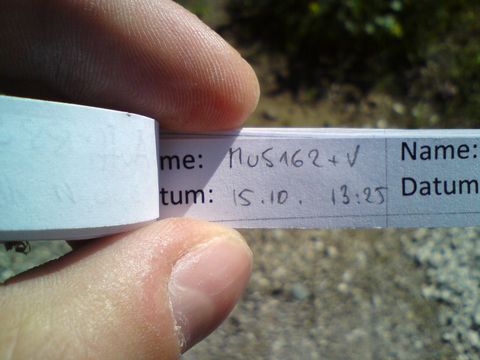 me: MUS162+V Name:
tum: 15.10. 13:25 Datum